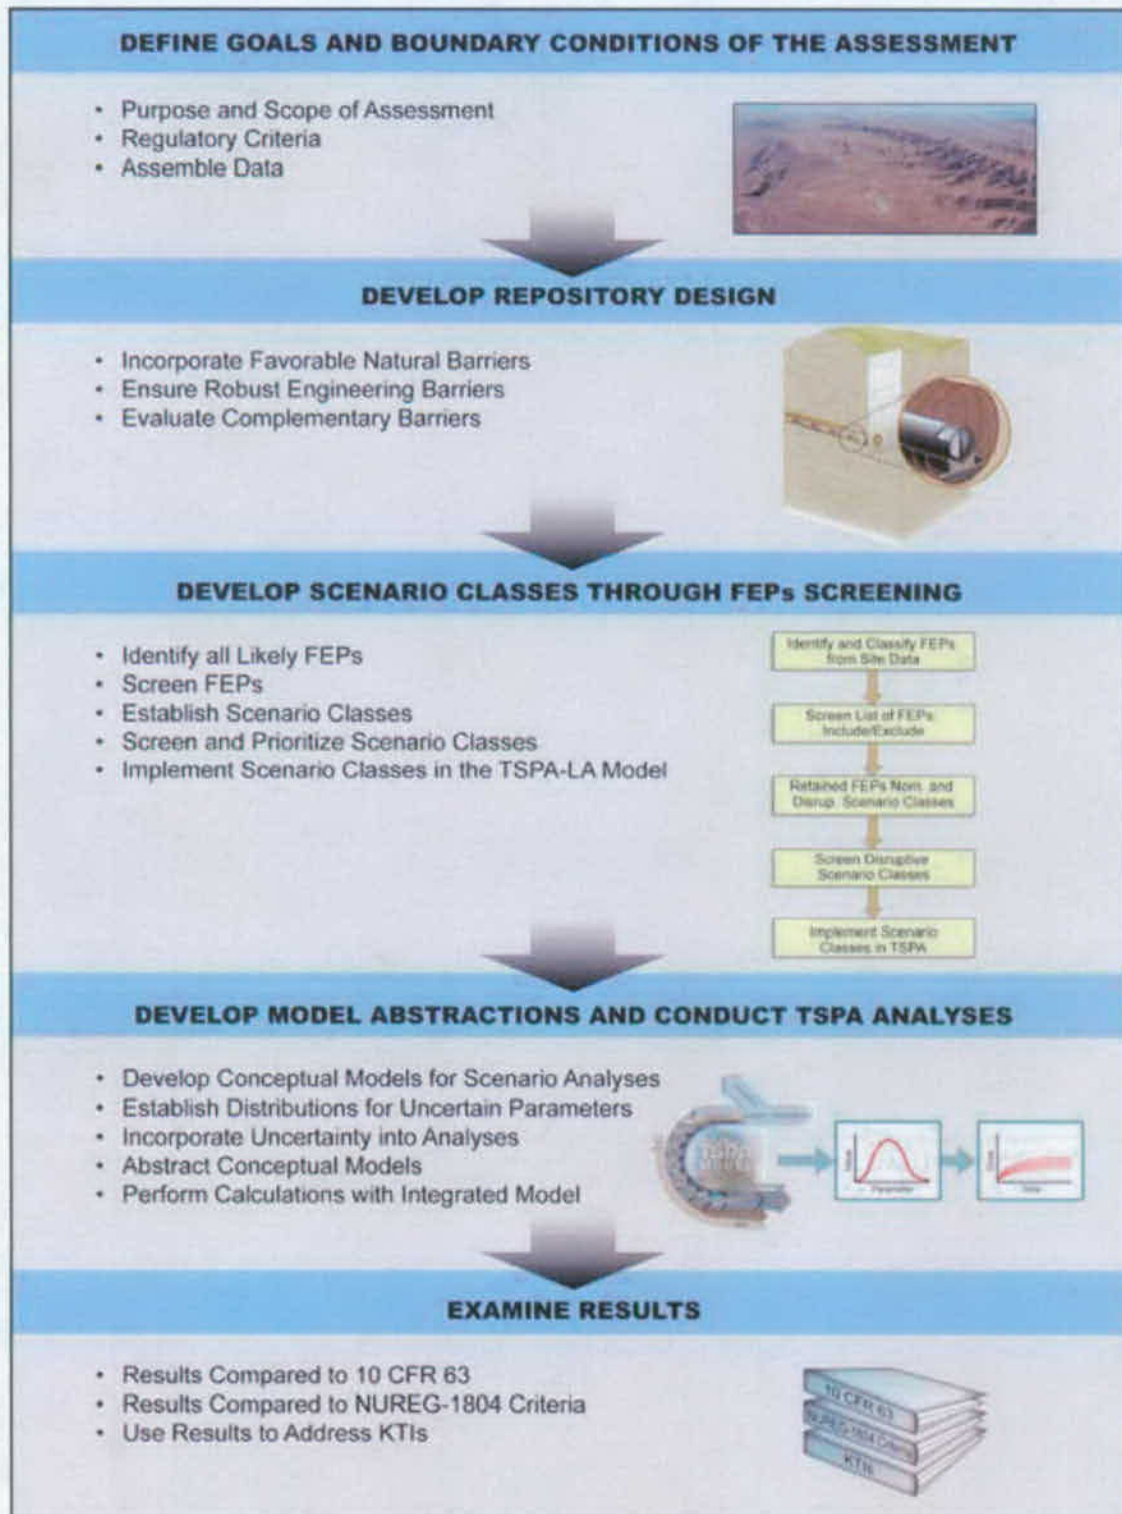 DEFINE GOALS AND BOUNDARY CONDITIONS OF THE ASSESSMENT
• Purpose and Scope of Assessment
• Regulatory Criteria
• Assemble Data
DEVELOP REPOSITORY DESIGN
• Incorporate Favorable Natural Barriers
• Ensure Robust Engineering Barriers
• Evaluate Complementary Barriers
DEVELOP SCENARIO CLASSES THROUGH FEPs SCREENING
• Identify all Likely FEPs
• Screen FEPs
• Establish Scenario Classes
• Screen and Prioritize Scenario Classes
• Implement Scenario Classes in the TSPA-LA Model
Identify and Classify FEPs
from Site Data
Screen List of FEPs
Include/Exclude
Retained FEPs Nom. and
Disrup. Scenario Classes
Screen Disruptive
Scenario Classes
Implement Scenario
Classes in TSPA
DEVELOP MODEL ABSTRACTIONS AND CONDUCT TSPA ANALYSES
• Develop Conceptual Models for Scenario Analyses
• Establish Distributions for Uncertain Parameters
• Incorporate Uncertainty into Analyses
• Abstract Conceptual Models
• Perform Calculations with Integrated Model
TSPA
Value
Parameter
Time
EXAMINE RESULTS
• Results Compared to 10 CFR 63
• Results Compared to NUREG-1804 Criteria
• Use Results to Address KTIs
10 CFR 63
NUREG-1804 Criteria
KTIs